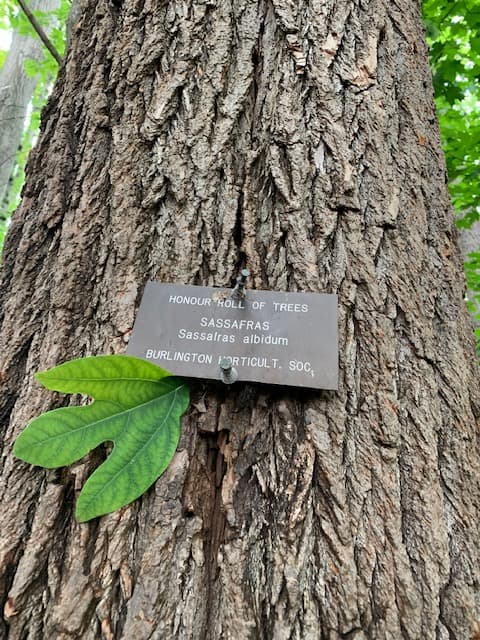 HONOUR ROLL OF TREES
SASSAFRAS
Sassafras albidum
BURLINGTON HORTICULT. SOC.